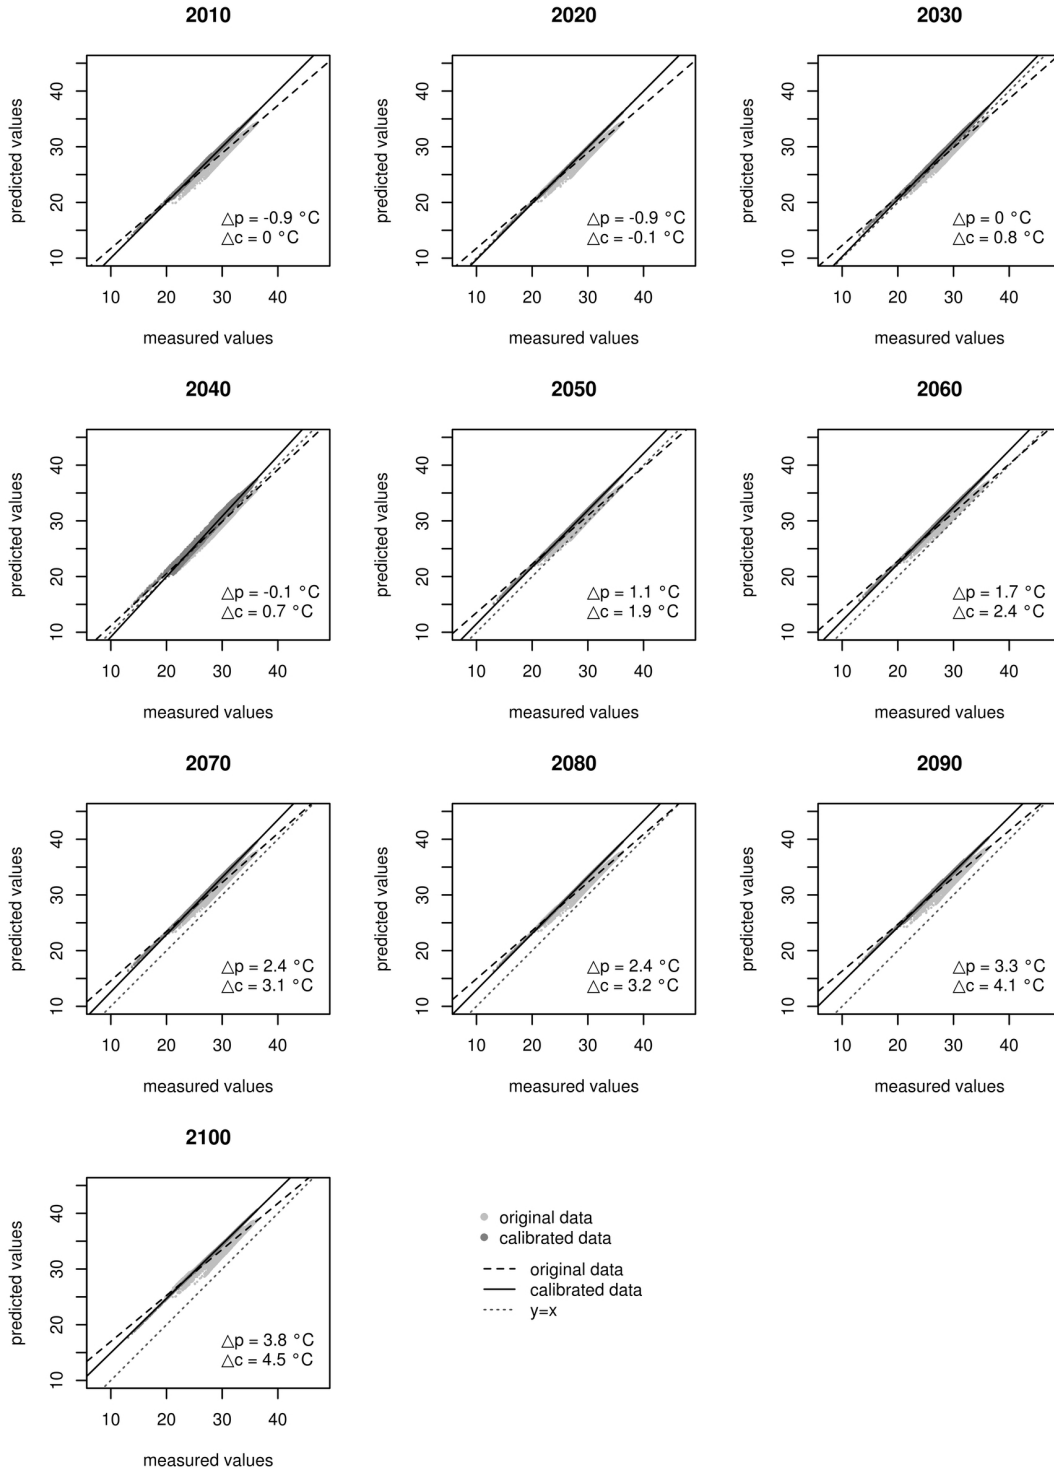 2010
2020
2030
predicted values
10 20 30 40
△p = -0.9 °C
△c = 0 °C
10 20 30 40
measured values
predicted values
10 20 30 40
△p = -0.9 °C
△c = -0.1 °C
10 20 30 40
measured values
predicted values
10 20 30 40
△p = 0 °C
△c = 0.8 °C
10 20 30 40
measured values
2040
2050
2060
predicted values
10 20 30 40
△p = -0.1 °C
△c = 0.7 °C
10 20 30 40
measured values
predicted values
10 20 30 40
△p = 1.1 °C
△c = 1.9 °C
10 20 30 40
measured values
predicted values
10 20 30 40
△p = 1.7 °C
△c = 2.4 °C
10 20 30 40
measured values
2070
2080
2090
predicted values
10 20 30 40
△p = 2.4 °C
△c = 3.1 °C
10 20 30 40
measured values
predicted values
10 20 30 40
△p = 2.4 °C
△c = 3.2 °C
10 20 30 40
measured values
predicted values
10 20 30 40
△p = 3.3 °C
△c = 4.1 °C
10 20 30 40
measured values
2100
predicted values
10 20 30 40
△p = 3.8 °C
△c = 4.5 °C
10 20 30 40
measured values
original data
calibrated data
original data
calibrated data
y=x